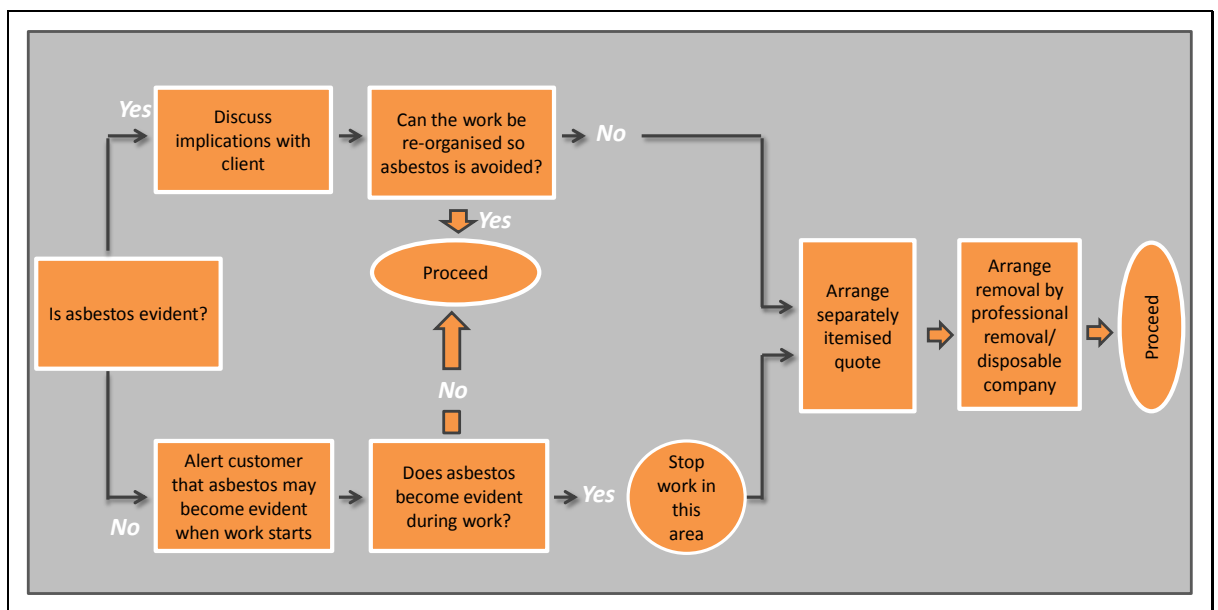 Is asbestos evident?
Yes
Discuss
implications with
client
Can the work be
re-organised so
asbestos is avoided?
No
Yes
Proceed
No
Alert customer
that asbestos may
become evident
when work starts
Does asbestos
become evident
during work?
No
Yes
Stop
work in
this
area
Arrange
separately
itemised
quote
Arrange
removal by
professional
removal/
disposable
company
Proceed